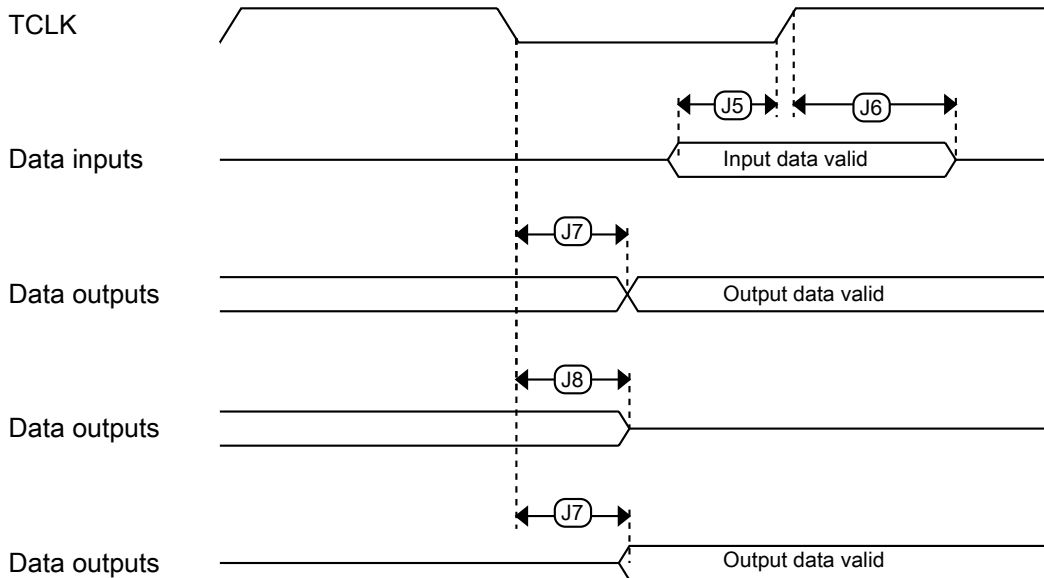 TCLK
J5
J6
Data inputs
Input data valid
J7
Data outputs
Output data valid
J8
Data outputs
J7
Data outputs
Output data valid